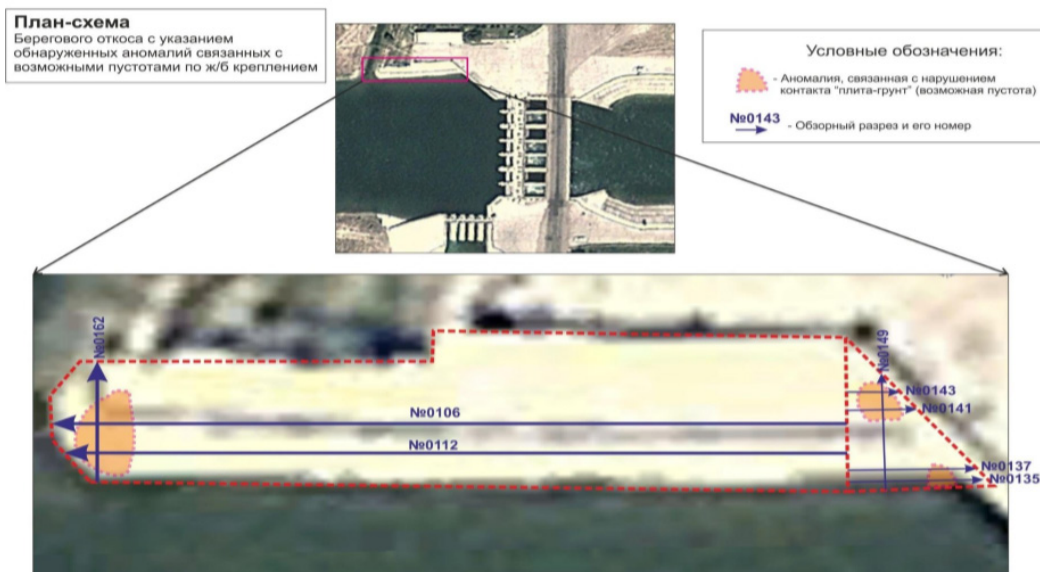 План-схема
Берегового откоса с указанием
обнаруженных аномалий связанных с
возможными пустотами по ж/б креплением
Условные обозначения:
- Аномалия, связанная с нарушением
контакта "плита-грунт" (возможная пустота)
№0143
- Обзорный разрез и его номер
№0162
№0149
№0143
№0106
№0141
№0112
№0137
№0135